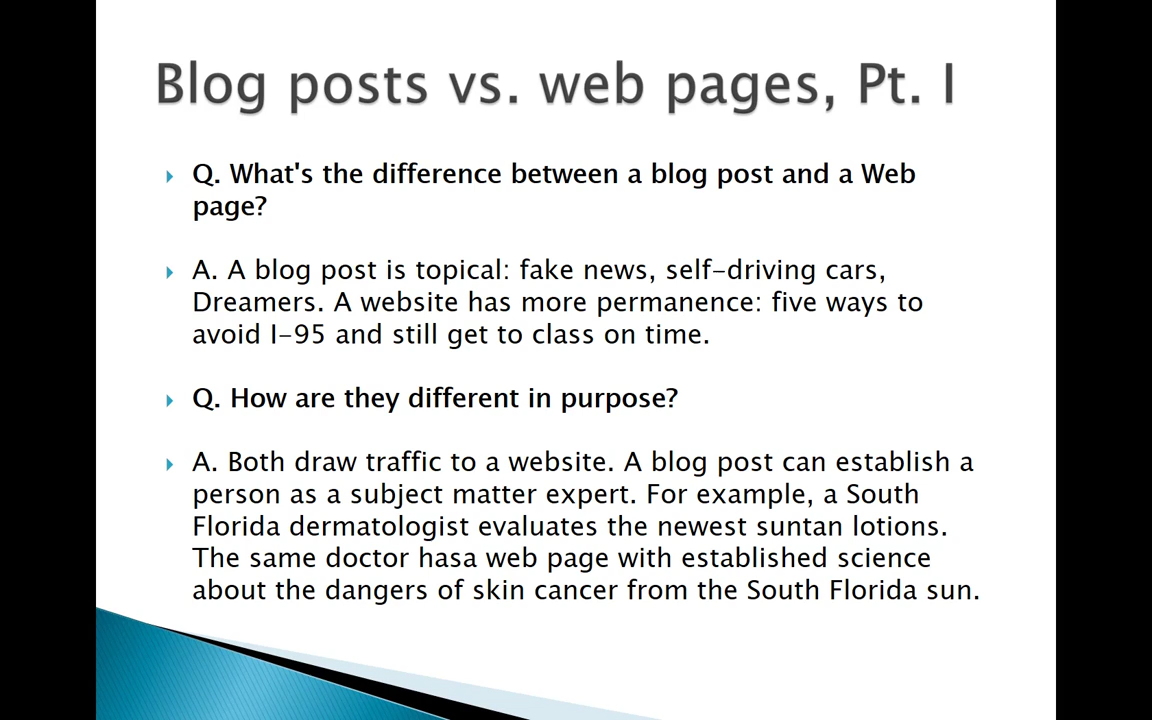 Blog posts vs. web pages, Pt. I
Q. What's the difference between a blog post and a Web
page?
A. A blog post is topical: fake news, self-driving cars,
Dreamers. A website has more permanence: five ways to
avoid I-95 and still get to class on time.
Q. How are they different in purpose?
A. Both draw traffic to a website. A blog post can establish a
person as a subject matter expert. For example, a South
Florida dermatologist evaluates the newest suntan lotions.
The same doctor hasa web page with established science
about the dangers of skin cancer from the South Florida sun.